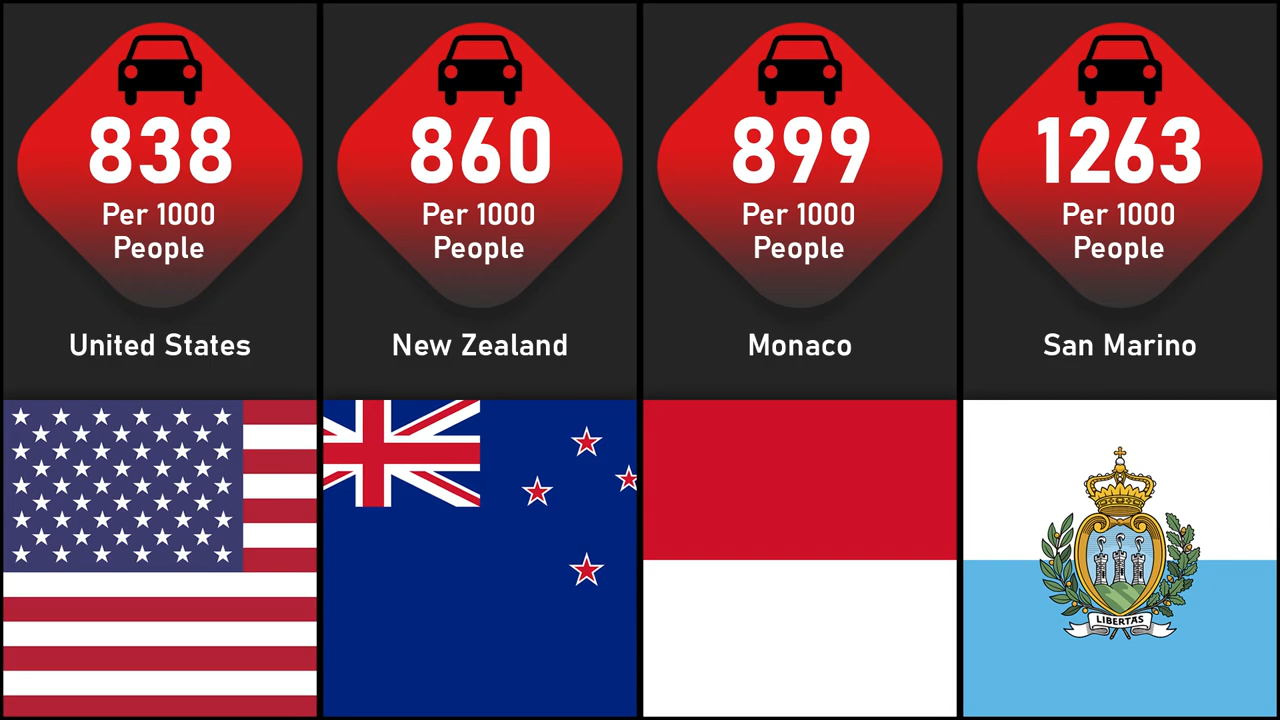 838
Per 1000
People
United States
860
Per 1000
People
New Zealand
899
Per 1000
People
Monaco
1263
Per 1000
People
San Marino
LIBERTAS